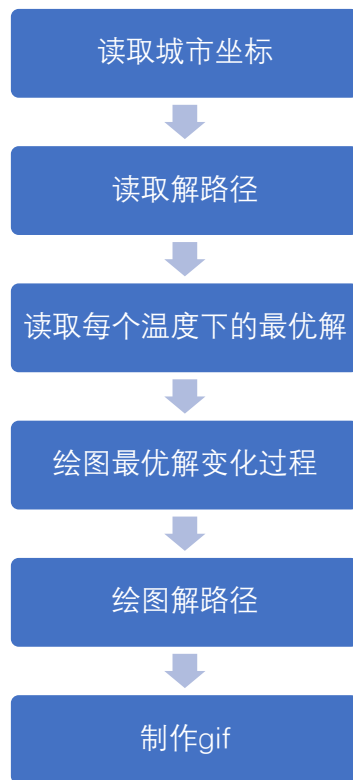 读取城市坐标
读取解路径
读取每个温度下的最优解
绘图最优解变化过程
绘图解路径
制作gif